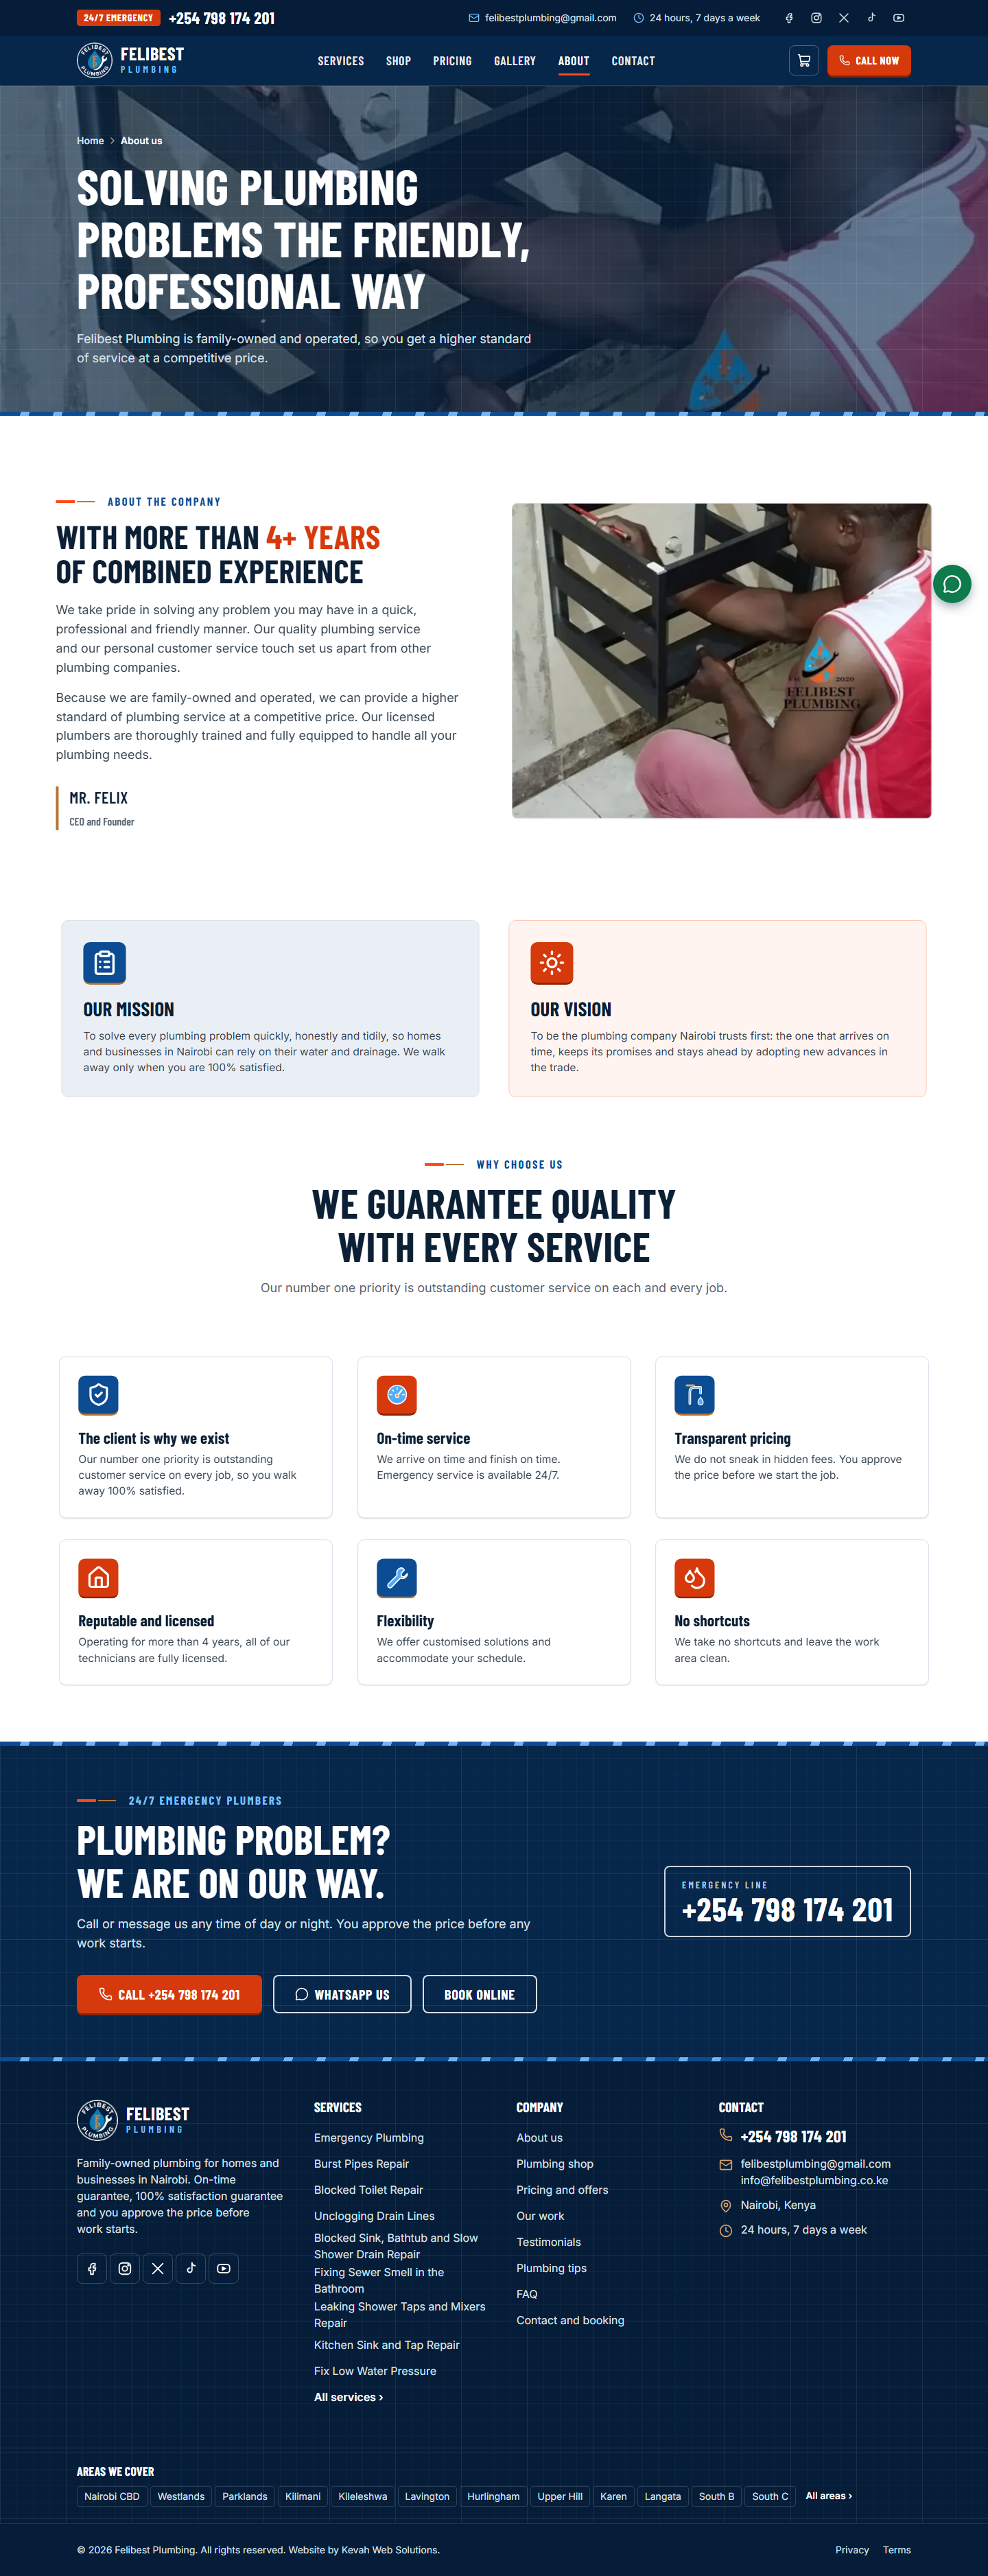 24/7 EMERGENCY +254 798 174 201
felibestplumbing@gmail.com
24 hours, 7 days a week
FELIBEST
PLUMBING
SERVICES SHOP PRICING GALLERY ABOUT CONTACT
CALL NOW
Home > About us
SOLVING PLUMBING
PROBLEMS THE FRIENDLY,
PROFESSIONAL WAY
Felibest Plumbing is family-owned and operated, so you get a higher standard
of service at a competitive price.
ABOUT THE COMPANY
WITH MORE THAN 4+ YEARS
OF COMBINED EXPERIENCE
We take pride in solving any problem you may have in a quick,
professional and friendly manner. Our quality plumbing service
and our personal customer service touch set us apart from other
plumbing companies.
Because we are family-owned and operated, we can provide a higher
standard of plumbing service at a competitive price. Our licensed
plumbers are thoroughly trained and fully equipped to handle all your
plumbing needs.
MR. FELIX
CEO and Founder
2020
FELIBEST
PLUMBING
OUR MISSION
To solve every plumbing problem quickly, honestly and tidily, so homes
and businesses in Nairobi can rely on their water and drainage. We walk
away only when you are 100% satisfied.
OUR VISION
To be the plumbing company Nairobi trusts first: the one that arrives on
time, keeps its promises and stays ahead by adopting new advances in
the trade.
WHY CHOOSE US
WE GUARANTEE QUALITY
WITH EVERY SERVICE
Our number one priority is outstanding customer service on each and every job.
The client is why we exist
Our number one priority is outstanding
customer service on every job, so you walk
away 100% satisfied.
On-time service
We arrive on time and finish on time.
Emergency service is available 24/7.
Transparent pricing
We do not sneak in hidden fees. You approve
the price before we start the job.
Reputable and licensed
Operating for more than 4 years, all of our
technicians are fully licensed.
Flexibility
We offer customised solutions and
accommodate your schedule.
No shortcuts
We take no shortcuts and leave the work
area clean.
24/7 EMERGENCY PLUMBERS
PLUMBING PROBLEM?
WE ARE ON OUR WAY.
Call or message us any time of day or night. You approve the price before any
work starts.
CALL +254 798 174 201
WHATSAPP US
BOOK ONLINE
EMERGENCY LINE
+254 798 174 201
FELIBEST
PLUMBING
Family-owned plumbing for homes and
businesses in Nairobi. On-time
guarantee, 100% satisfaction guarantee
and you approve the price before
work starts.
SERVICES
Emergency Plumbing
Burst Pipes Repair
Blocked Toilet Repair
Unclogging Drain Lines
Blocked Sink, Bathtub and Slow
Shower Drain Repair
Fixing Sewer Smell in the
Bathroom
Leaking Shower Taps and Mixers
Repair
Kitchen Sink and Tap Repair
Fix Low Water Pressure
All services ›
COMPANY
About us
Plumbing shop
Pricing and offers
Our work
Testimonials
Plumbing tips
FAQ
Contact and booking
CONTACT
+254 798 174 201
felibestplumbing@gmail.com
info@felibestplumbing.co.ke
Nairobi, Kenya
24 hours, 7 days a week
AREAS WE COVER
Nairobi CBD Westlands Parklands Kilimani Kileleshwa Lavington Hurlingham Upper Hill Karen Langata South B South C All areas ›
© 2026 Felibest Plumbing. All rights reserved. Website by Kevah Web Solutions.
Privacy Terms